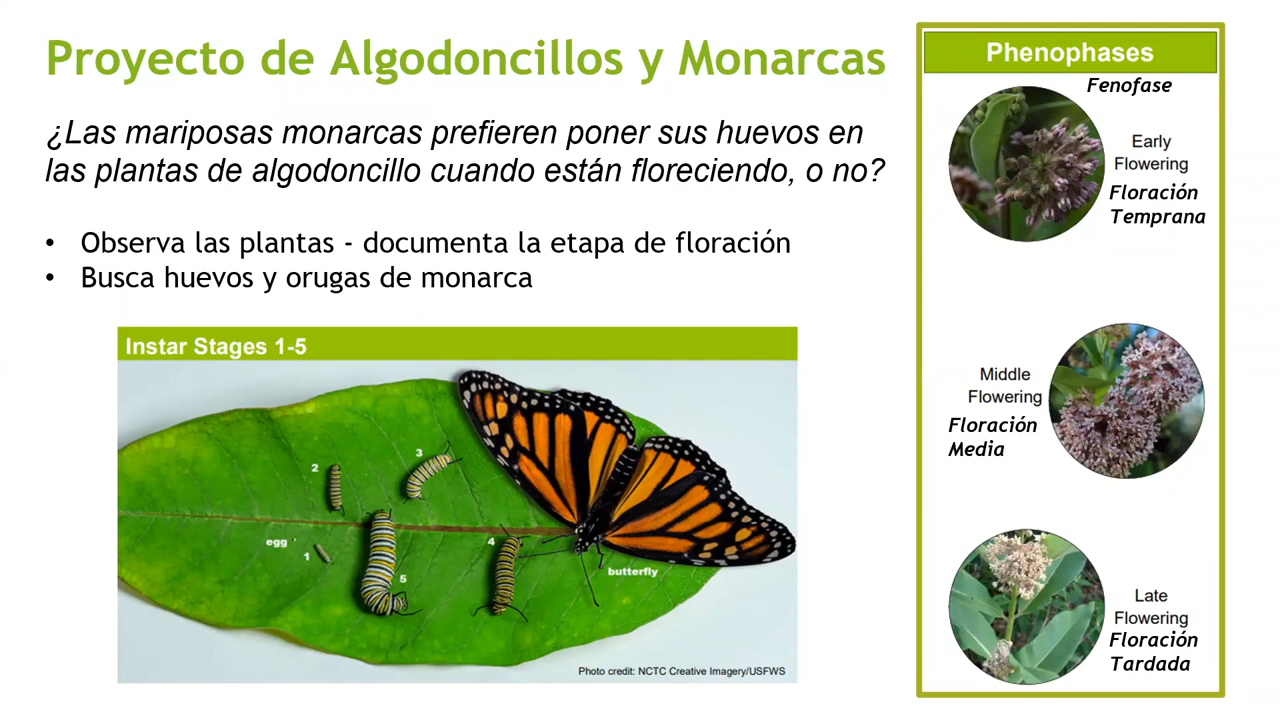 Proyecto de Algodoncillos y Monarcas
¿Las mariposas monarcas prefieren poner sus huevos en
las plantas de algodoncillo cuando están floreciendo, o no?
• Observa las plantas - documenta la etapa de floración
• Busca huevos y orugas de monarca
Instar Stages 1-5
2
3
egg
1
5
4
butterfly
Photo credit: NCTC Creative Imagery/USFWS
Phenophases
Fenofase
Early
Flowering
Floración
Temprana
Middle
Flowering
Floración
Media
Late
Flowering
Floración
Tardada